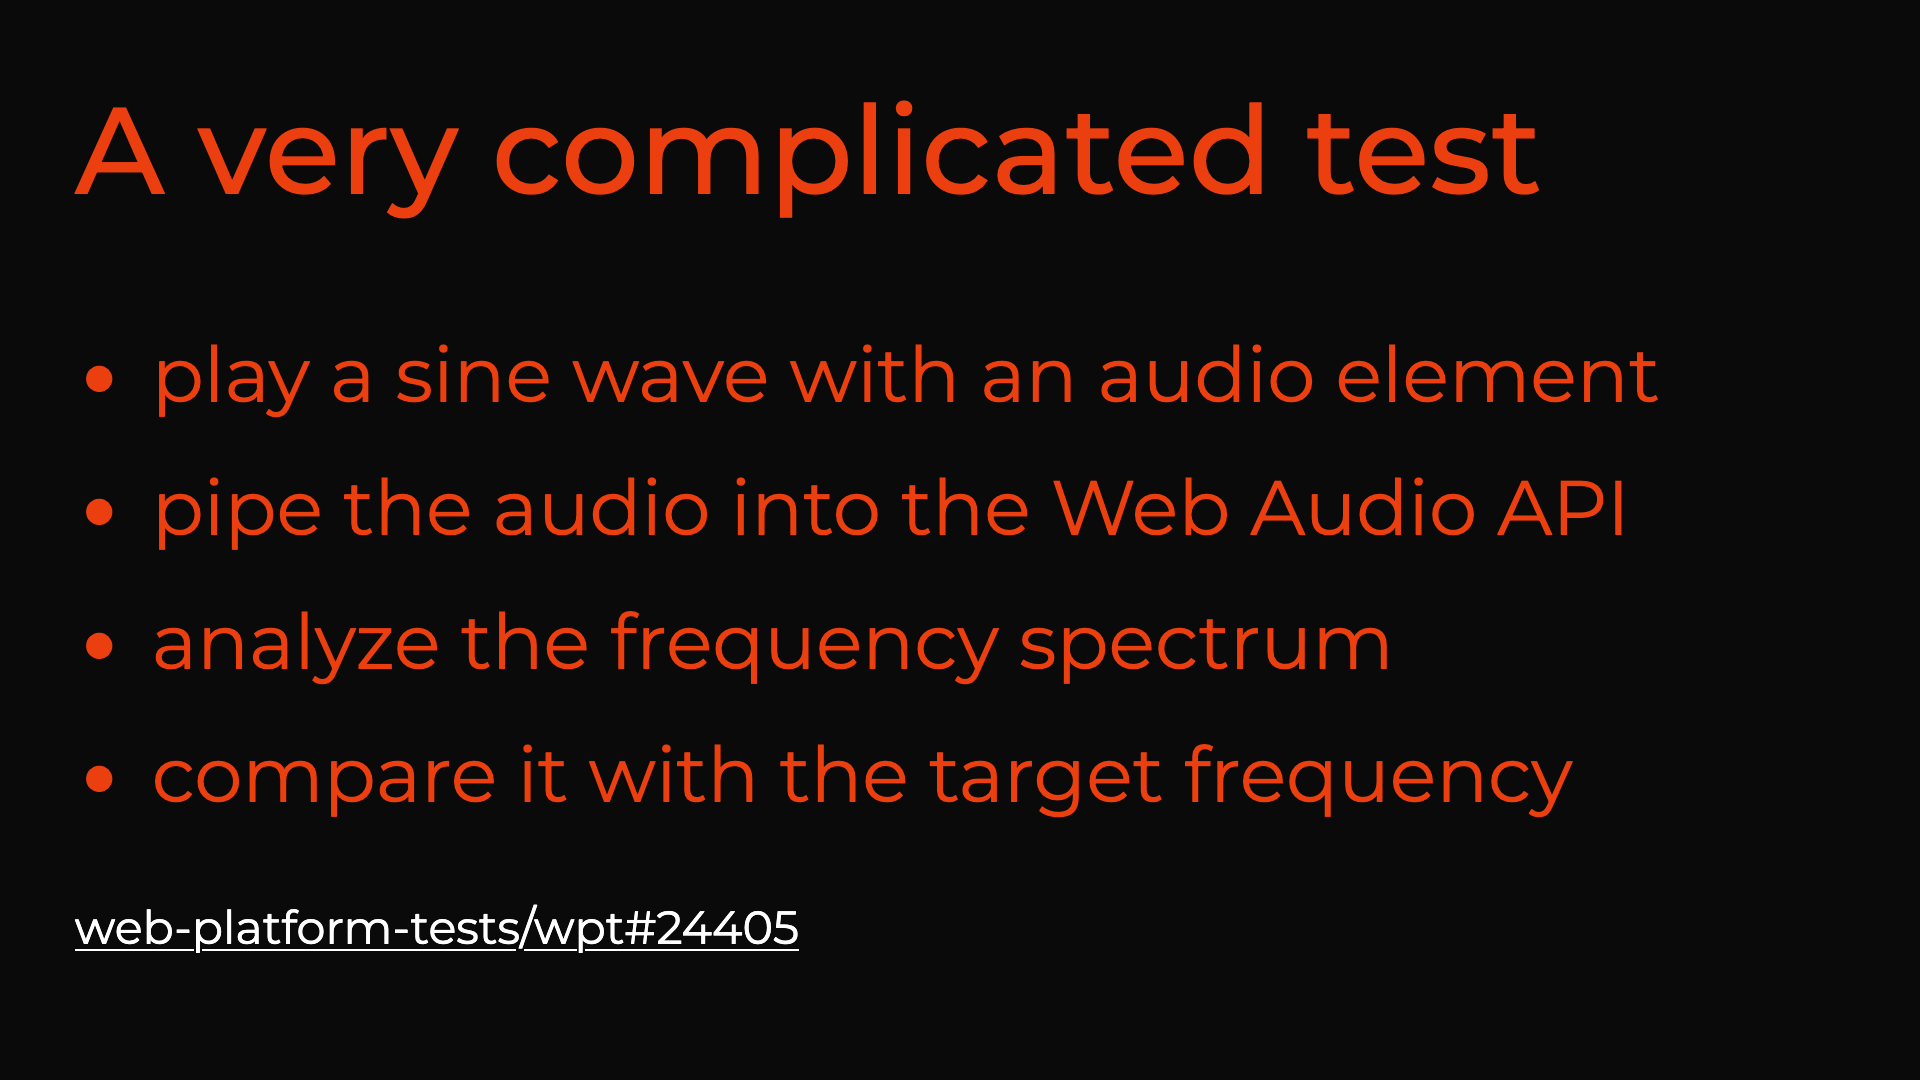 A very complicated test
• play a sine wave with an audio element
• pipe the audio into the Web Audio API
• analyze the frequency spectrum
• compare it with the target frequency
web-platform-tests/wpt#24405